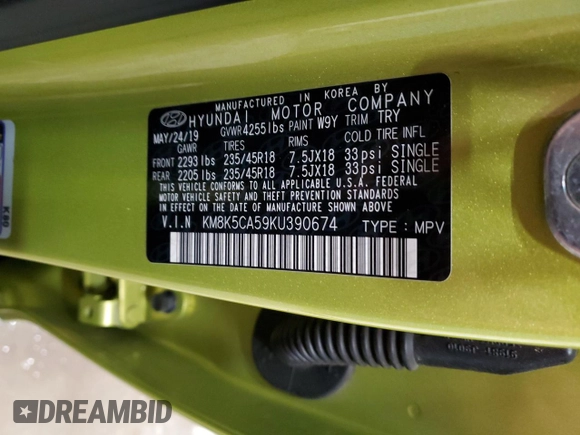 MANUFACTURED IN KOREA BY
HYUNDAI MOTOR COMPANY
MAY/24/19 GVWR4255lbs PAINT W9Y TRIM TRY
GAWR TIRES RIMS COLD TIRE INFL
FRONT 2293lbs 235/45R18 7.5JX18 33psi SINGLE
REAR 2205lbs 235/45R18 7.5JX18 33psi SINGLE
THIS VEHICLE CONFORMS TO ALL APPLICABLE U.S.A. FEDERAL
MOTOR VEHICLE SAFETY AND THEFT PREVENTION STANDARDS
IN EFFECT ON THE DATE OF MANUFACTURE SHOWN ABOVE.
V.I.N KM8K5CA59KU390674 TYPE : MPV
DREAMBID